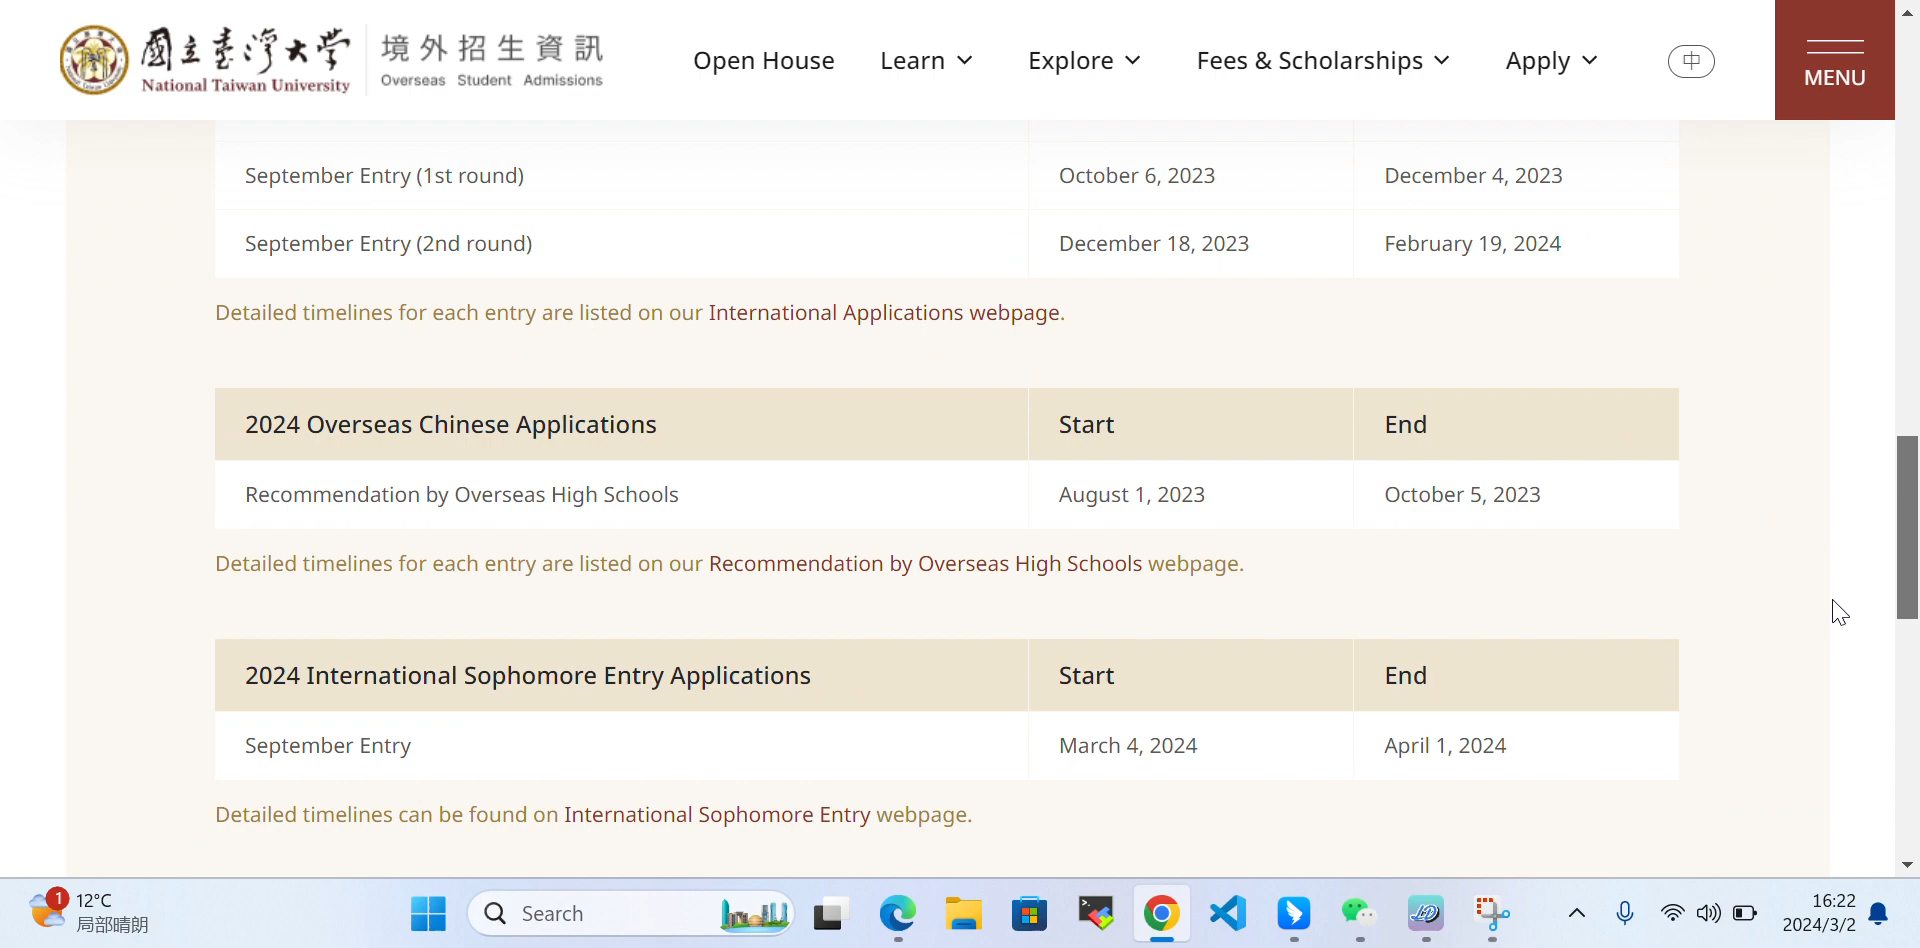 國立臺灣大學
National Taiwan University
境外招生資訊
Overseas Student Admissions
Open House
Learn
Explore
Fees & Scholarships
Apply
中
MENU
September Entry (1st round) October 6, 2023 December 4, 2023
September Entry (2nd round) December 18, 2023 February 19, 2024
Detailed timelines for each entry are listed on our International Applications webpage.
2024 Overseas Chinese Applications Start End
Recommendation by Overseas High Schools August 1, 2023 October 5, 2023
Detailed timelines for each entry are listed on our Recommendation by Overseas High Schools webpage.
2024 International Sophomore Entry Applications Start End
September Entry March 4, 2024 April 1, 2024
Detailed timelines can be found on International Sophomore Entry webpage.
1
12°C
局部晴朗
Search
16:22
2024/3/2